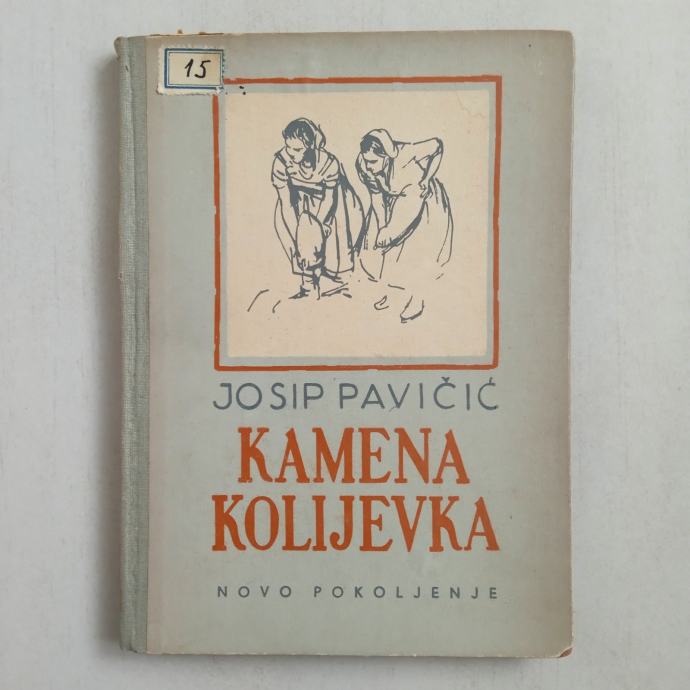 15
JOSIP PAVIČIĆ
KAMENA
KOLIJEVKA
NOVO POKOLJENJE